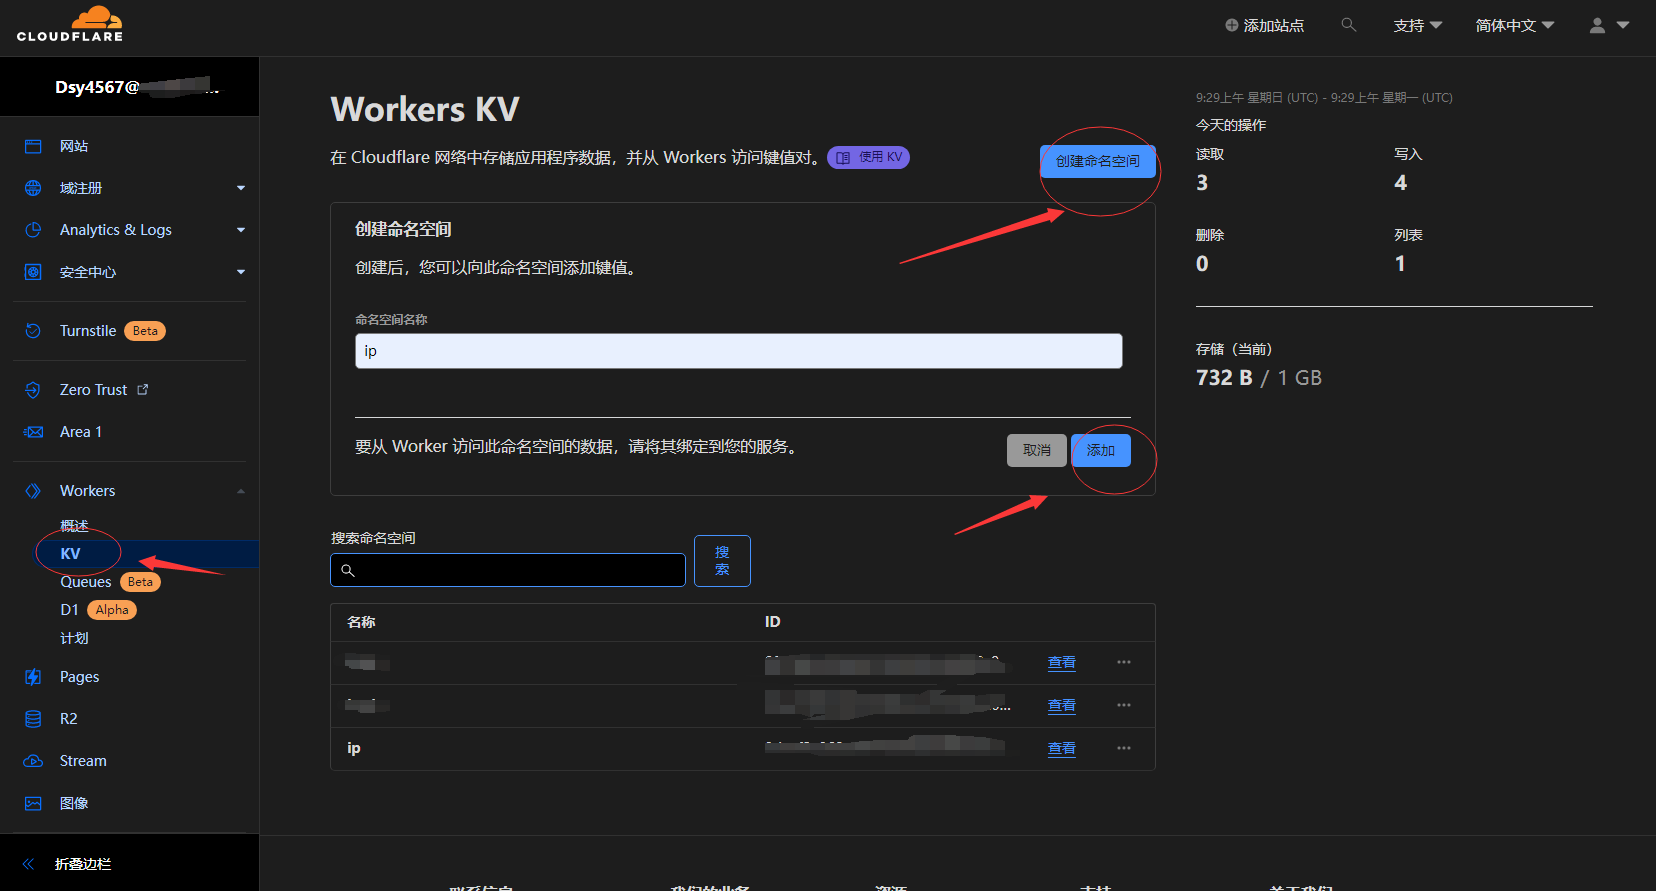 CLOUDFLARE
添加站点
支持
简体中文
Dsy4567@
网站
域注册
Analytics & Logs
安全中心
Turnstile Beta
Zero Trust
Area 1
Workers
概述
KV
Queues Beta
D1 Alpha
计划
Pages
R2
Stream
图像
折叠边栏
Workers KV
在 Cloudflare 网络中存储应用程序数据，并从 Workers 访问键值对。 使用 KV
创建命名空间
创建命名空间
创建后，您可以向此命名空间添加键值。
命名空间名称
ip
要从 Worker 访问此命名空间的数据，请将其绑定到您的服务。
取消
添加
搜索命名空间
搜索
名称 ID
查看
查看
ip 查看
9:29上午 星期日 (UTC) - 9:29上午 星期一 (UTC)
今天的操作
读取 写入
3 4
删除 列表
0 1
存储（当前）
732 B / 1 GB